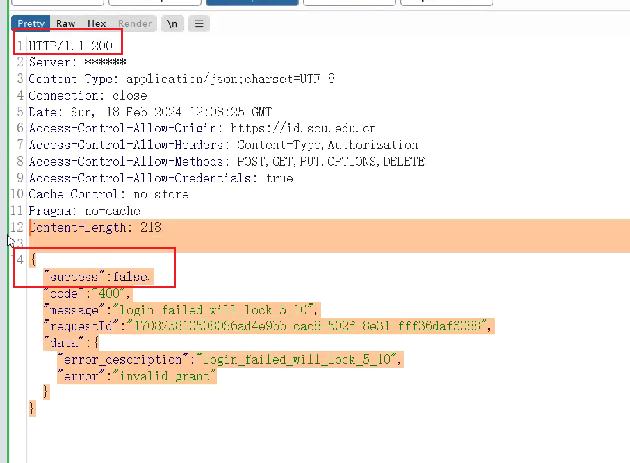 Pretty Raw Hex Render \n
1 HTTP/1.1 200
2 Server: ******
3 Content-Type: application/json;charset=UTF-8
4 Connection: close
5 Date: Sun, 18 Feb 2024 12:08:25 GMT
6 Access-Control-Allow-Origin: https://id.scu.edu.cn
7 Access-Control-Allow-Headers: Content-Type,Authorization
8 Access-Control-Allow-Methods: POST,GET,PUT,OPTIONS,DELETE
9 Access-Control-Allow-Credentials: true
10 Cache-Control: no-store
11 Pragma: no-cache
12 Content-Length: 218
13
14 {
"success":false,
"code":"400",
"message":"login_failed_will_lock_5_10",
"requestId":
"data":{
"error_description":"login_failed_will_lock_5_10",
"error":"invalid_grant"
}
}